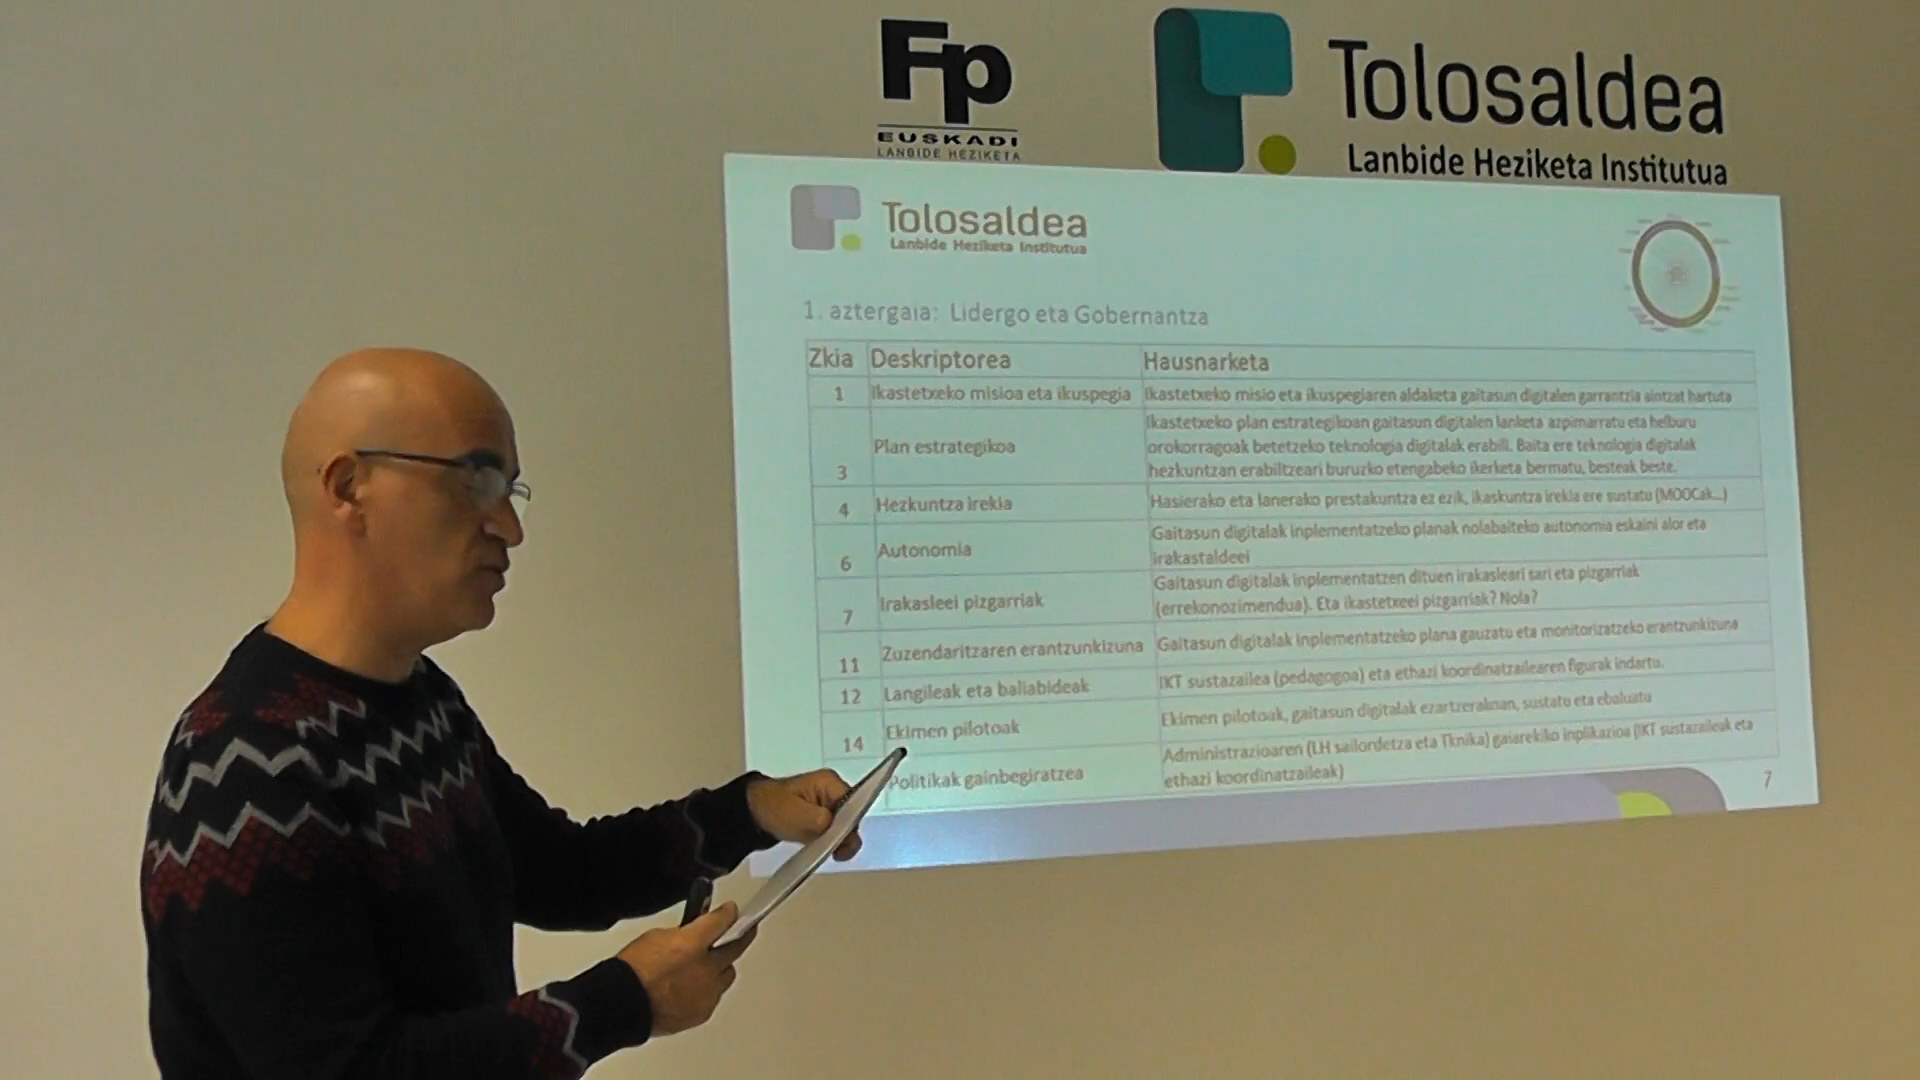 Fp
EUSKADI
LANBIDE HEZIKETA
Tolosaldea
Lanbide Heziketa Institutua
Tolosaldea
Lanbide Heziketa Institutua
1. aztergaia: Lidergo eta Gobernantza
Zkia Deskriptorea Hausnarketa
1 Ikastetxeko misioa eta ikuspegia Ikastetxeko misio eta ikuspegiaren aldaketa gaitasun digitalen garrantzia aintzat hartuta
3 Plan estrategikoa Ikastetxeko plan estrategikoan gaitasun digitalen lanketa azpimarratu eta helburu
orokorragoak betetzeko teknologia digitalak erabili. Baita ere teknologia digitalak
hezkuntzan erabiltzeari buruzko etengabeko ikerketa bermatu, besteak beste.
4 Hezkuntza irekia Hasierako eta lanerako prestakuntza ez ezik, ikaskuntza irekia ere sustatu (MOOCak...)
6 Autonomia Gaitasun digitalak inplementatzeko planak nolabaiteko autonomia eskaini alor eta
irakastaldeei
7 Irakasleei pizgarriak Gaitasun digitalak inplementatzen dituen irakasleari sari eta pizgarriak
(errekonozimendua). Eta ikastetxeei pizgarriak? Nola?
11 Zuzendaritzaren erantzunkizuna Gaitasun digitalak inplementatzeko plana gauzatu eta monitorizatzeko erantzunkizuna
12 Langileak eta baliabideak IKT sustazailea (pedagogoa) eta ethazi koordinatzailearen figurak indartu.
14 Ekimen pilotoak Ekimen pilotoak, gaitasun digitalak ezartzerakoan, sustatu eta ebaluatu
Politikak gainbegiratzea Administrazioaren (LH sailordetza eta Tknika) gaiarekiko inplikazioa (IKT sustazaileak eta
ethazi koordinatzaileak)
7